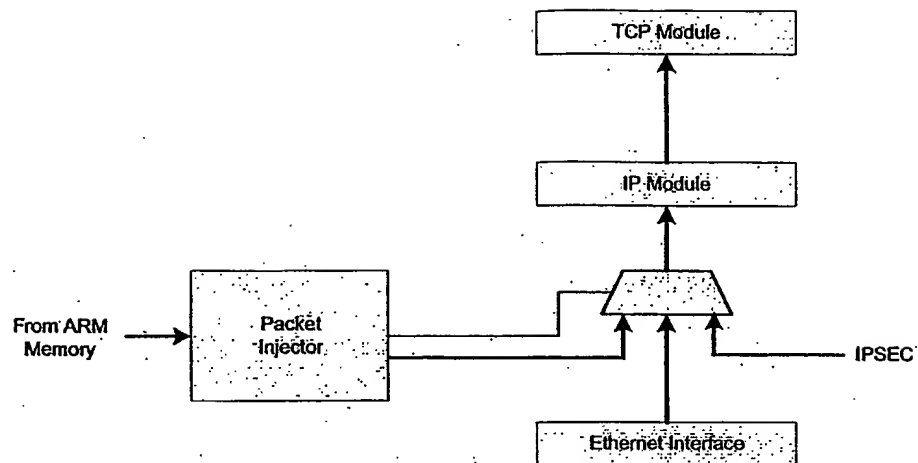 TCP Module
IP Module
Packet
Injector
From ARM
Memory
IPSEC
Ethernet Interface